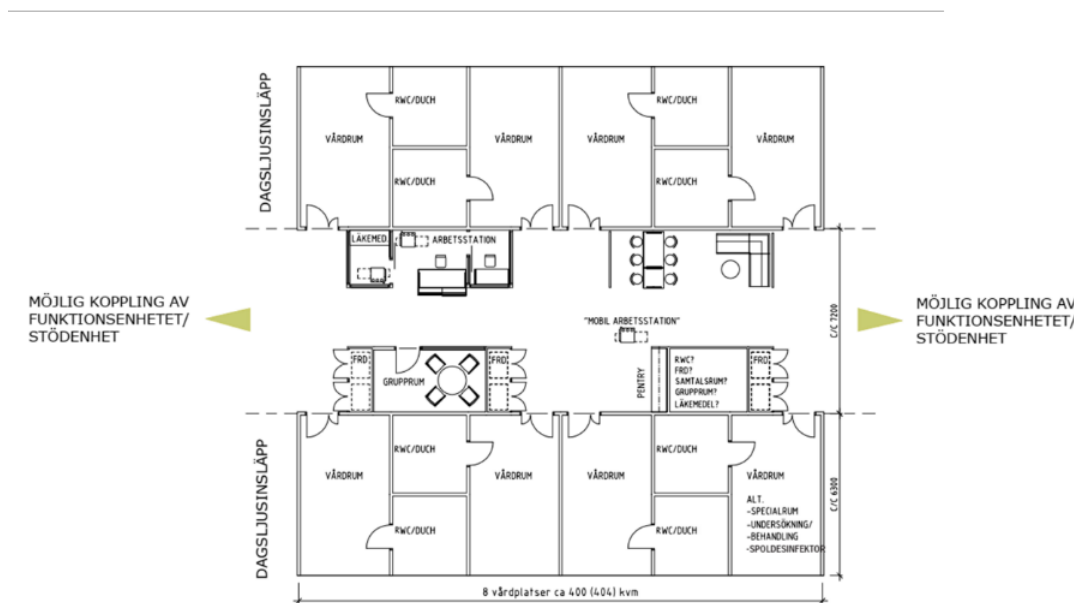 DAGSLJUSINSLÄPP
RWC/DUCH
RWC/DUCH
VÅRDRUM
VÅRDRUM
VÅRDRUM
VÅRDRUM
RWC/DUCH
RWC/DUCH
LÄKEMED.
ARBETSSTATION
MÖJLIG KOPPLING AV
FUNKTIONSENHETET/
STÖDENHET
"MOBIL ARBETSSTATION"
C/C 7200
MÖJLIG KOPPLING AV
FUNKTIONSENHETET/
STÖDENHET
FRD
GRUPPRUM
FRD
PENTRY
RWC?
FRD?
SAMTALSRUM?
GRUPPRUM?
LÄKEMEDEL?
FRD
DAGSLJUSINSLÄPP
RWC/DUCH
RWC/DUCH
VÅRDRUM
VÅRDRUM
VÅRDRUM
VÅRDRUM
ALT.
-SPECIALRUM
-UNDERSÖKNING/
-BEHANDLING
-SPOLDESINFEKTOR
RWC/DUCH
RWC/DUCH
C/C 6300
8 vårdplatser ca 400 (404) kvm